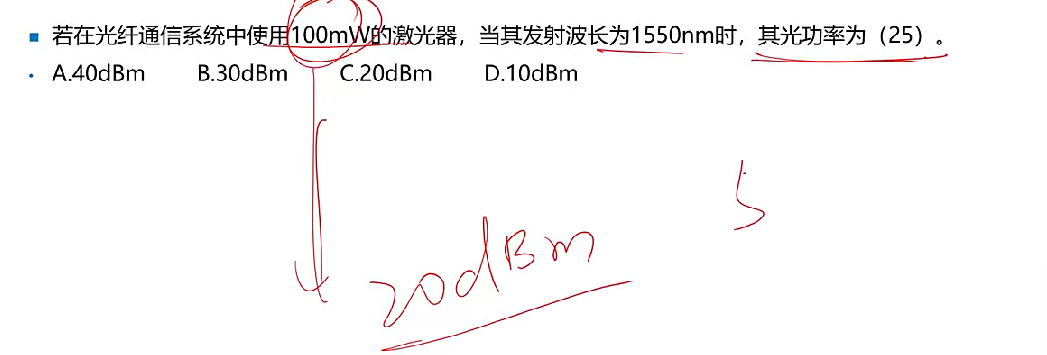 ■ 若在光纤通信系统中使用100mW的激光器，当其发射波长为1550nm时，其光功率为（25）。
• A.40dBm B.30dBm C.20dBm D.10dBm
20dBm